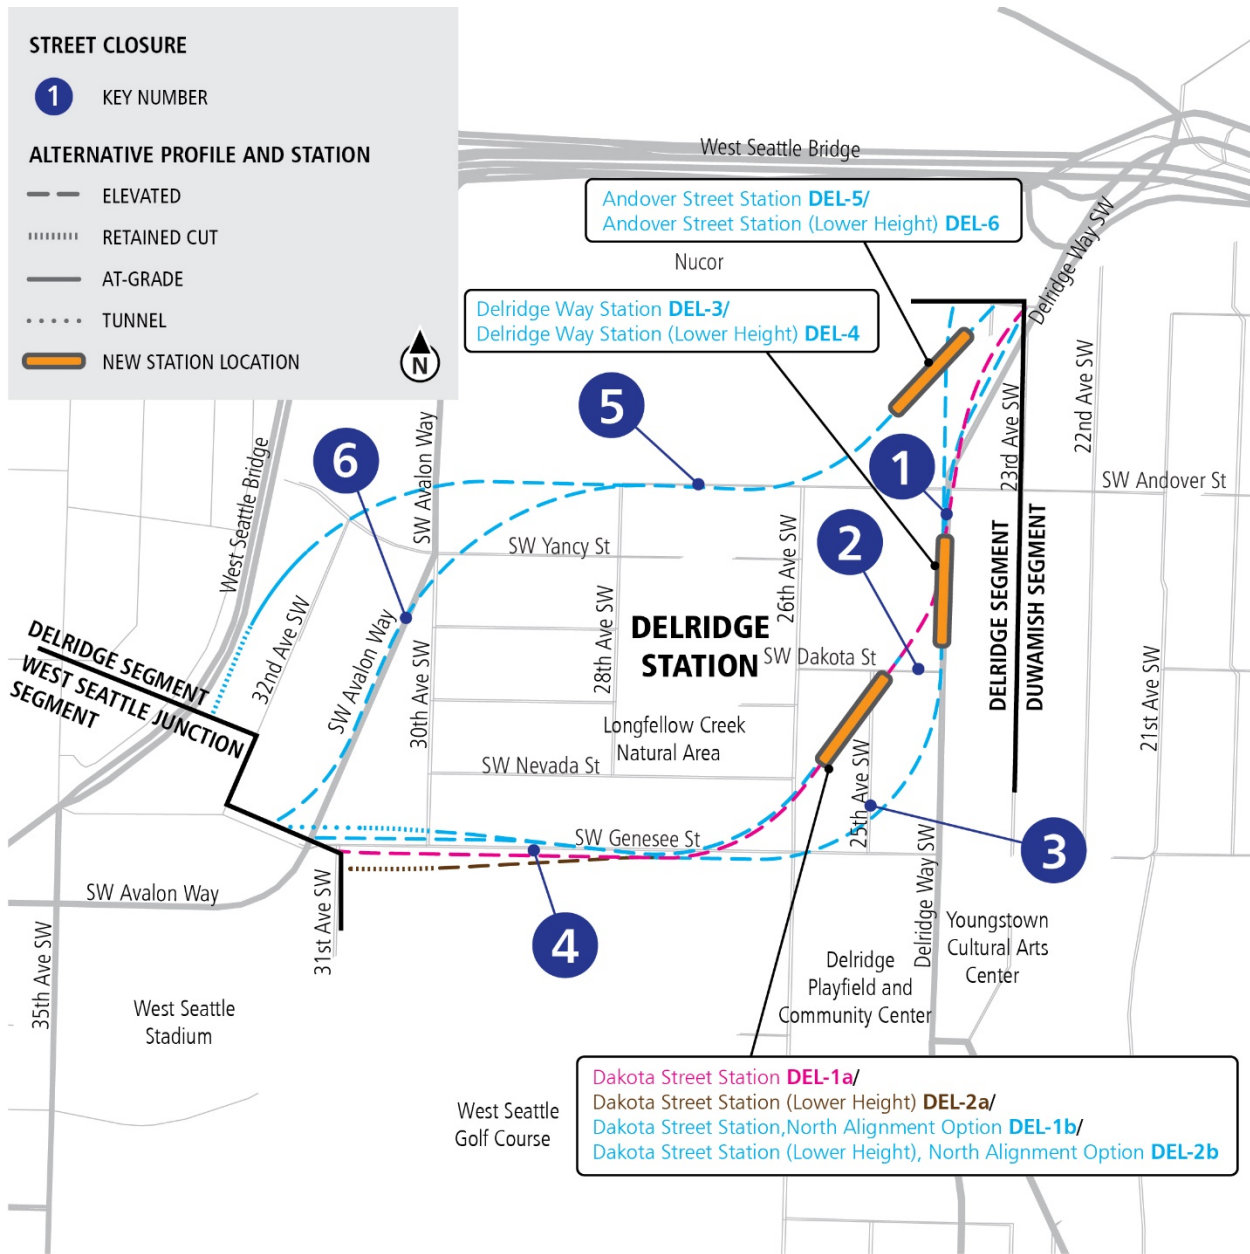 STREET CLOSURE
1 KEY NUMBER
ALTERNATIVE PROFILE AND STATION
ELEVATED
RETAINED CUT
AT-GRADE
TUNNEL
NEW STATION LOCATION
N
West Seattle Bridge
Andover Street Station DEL-5/
Andover Street Station (Lower Height) DEL-6
Nucor
Delridge Way SW
Delridge Way Station DEL-3/
Delridge Way Station (Lower Height) DEL-4
5
6
1
2
3
4
West Seattle Bridge
SW Avalon Way
23rd Ave SW
22nd Ave SW
SW Andover St
SW Yancy St
26th Ave SW
28th Ave SW
DELRIDGE
STATION
SW Dakota St
DELRIDGE SEGMENT
DUWAMISH SEGMENT
DELRIDGE SEGMENT
WEST SEATTLE JUNCTION
SEGMENT
32nd Ave SW
SW Avalon Way
30th Ave SW
21st Ave SW
Longfellow Creek
Natural Area
SW Nevada St
25th Ave SW
SW Genesee St
Delridge Way SW
SW Avalon Way
31st Ave SW
35th Ave SW
West Seattle
Stadium
Youngstown
Cultural Arts
Center
Delridge
Playfield and
Community Center
West Seattle
Golf Course
Dakota Street Station DEL-1a/
Dakota Street Station (Lower Height) DEL-2a/
Dakota Street Station,North Alignment Option DEL-1b/
Dakota Street Station (Lower Height), North Alignment Option DEL-2b